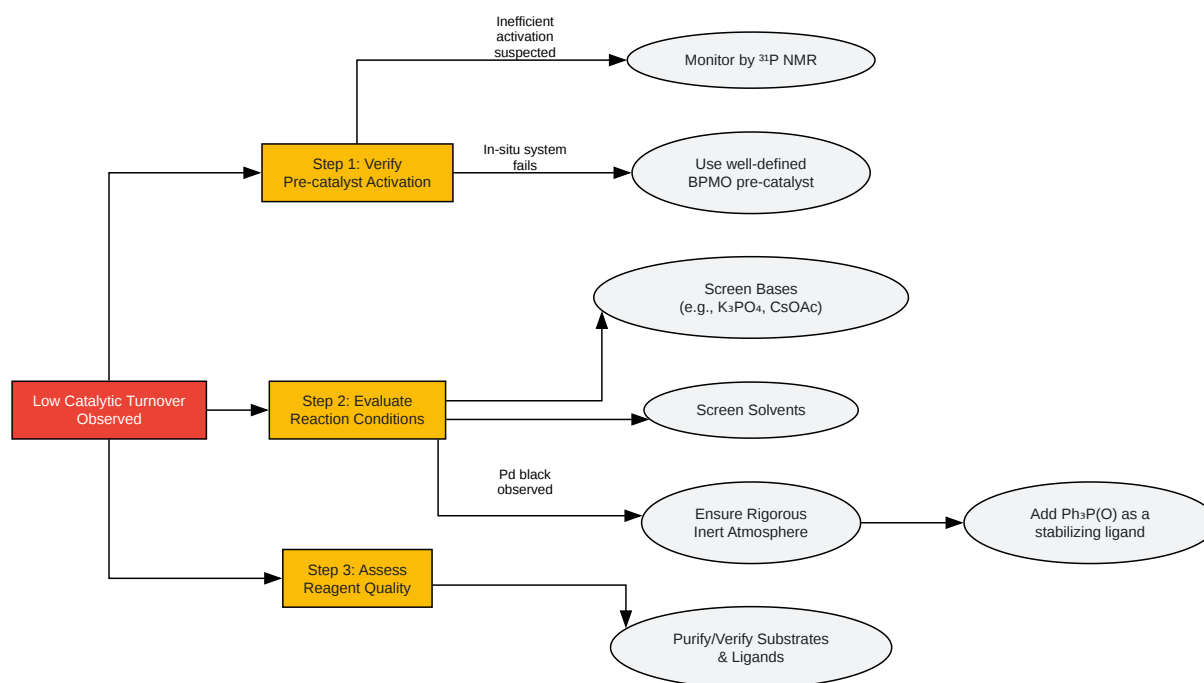 Inefficient
activation
suspected
Monitor by ³¹P NMR
Step 1: Verify
Pre-catalyst Activation
In-situ system
fails
Use well-defined
BPMO pre-catalyst
Screen Bases
(e.g., K₃PO₄, CsOAc)
Low Catalytic Turnover
Observed
Step 2: Evaluate
Reaction Conditions
Screen Solvents
Pd black
observed
Ensure Rigorous
Inert Atmosphere
Add Ph₃P(O) as a
stabilizing ligand
Step 3: Assess
Reagent Quality
Purify/Verify Substrates
& Ligands